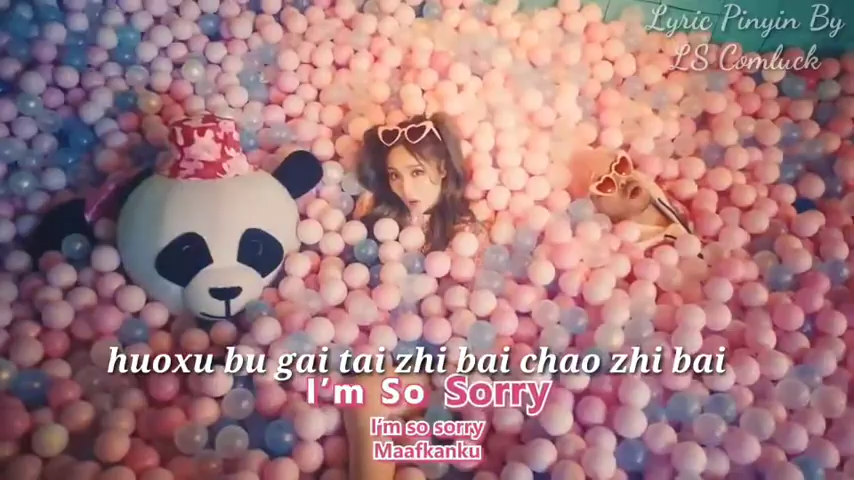 Lyric Pinyin By
LS Comluck
huoxu bu gai tai zhi bai chao zhi bai
I'm So Sorry
I'm so sorry
Maafkanku